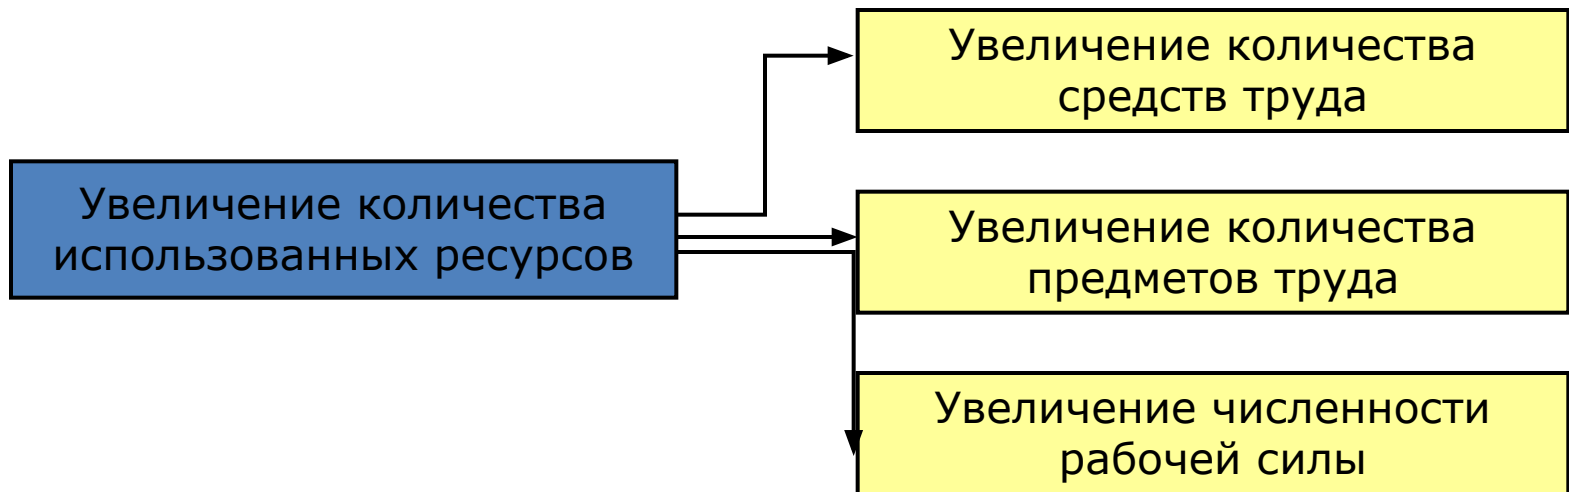 Увеличение количества
средств труда
Увеличение количества
использованных ресурсов
Увеличение количества
предметов труда
Увеличение численности
рабочей силы